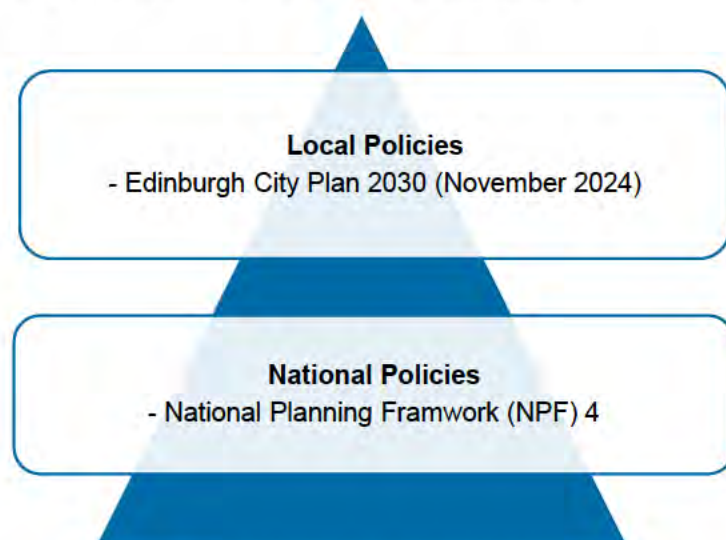 Local Policies
- Edinburgh City Plan 2030 (November 2024)
National Policies
- National Planning Framwork (NPF) 4